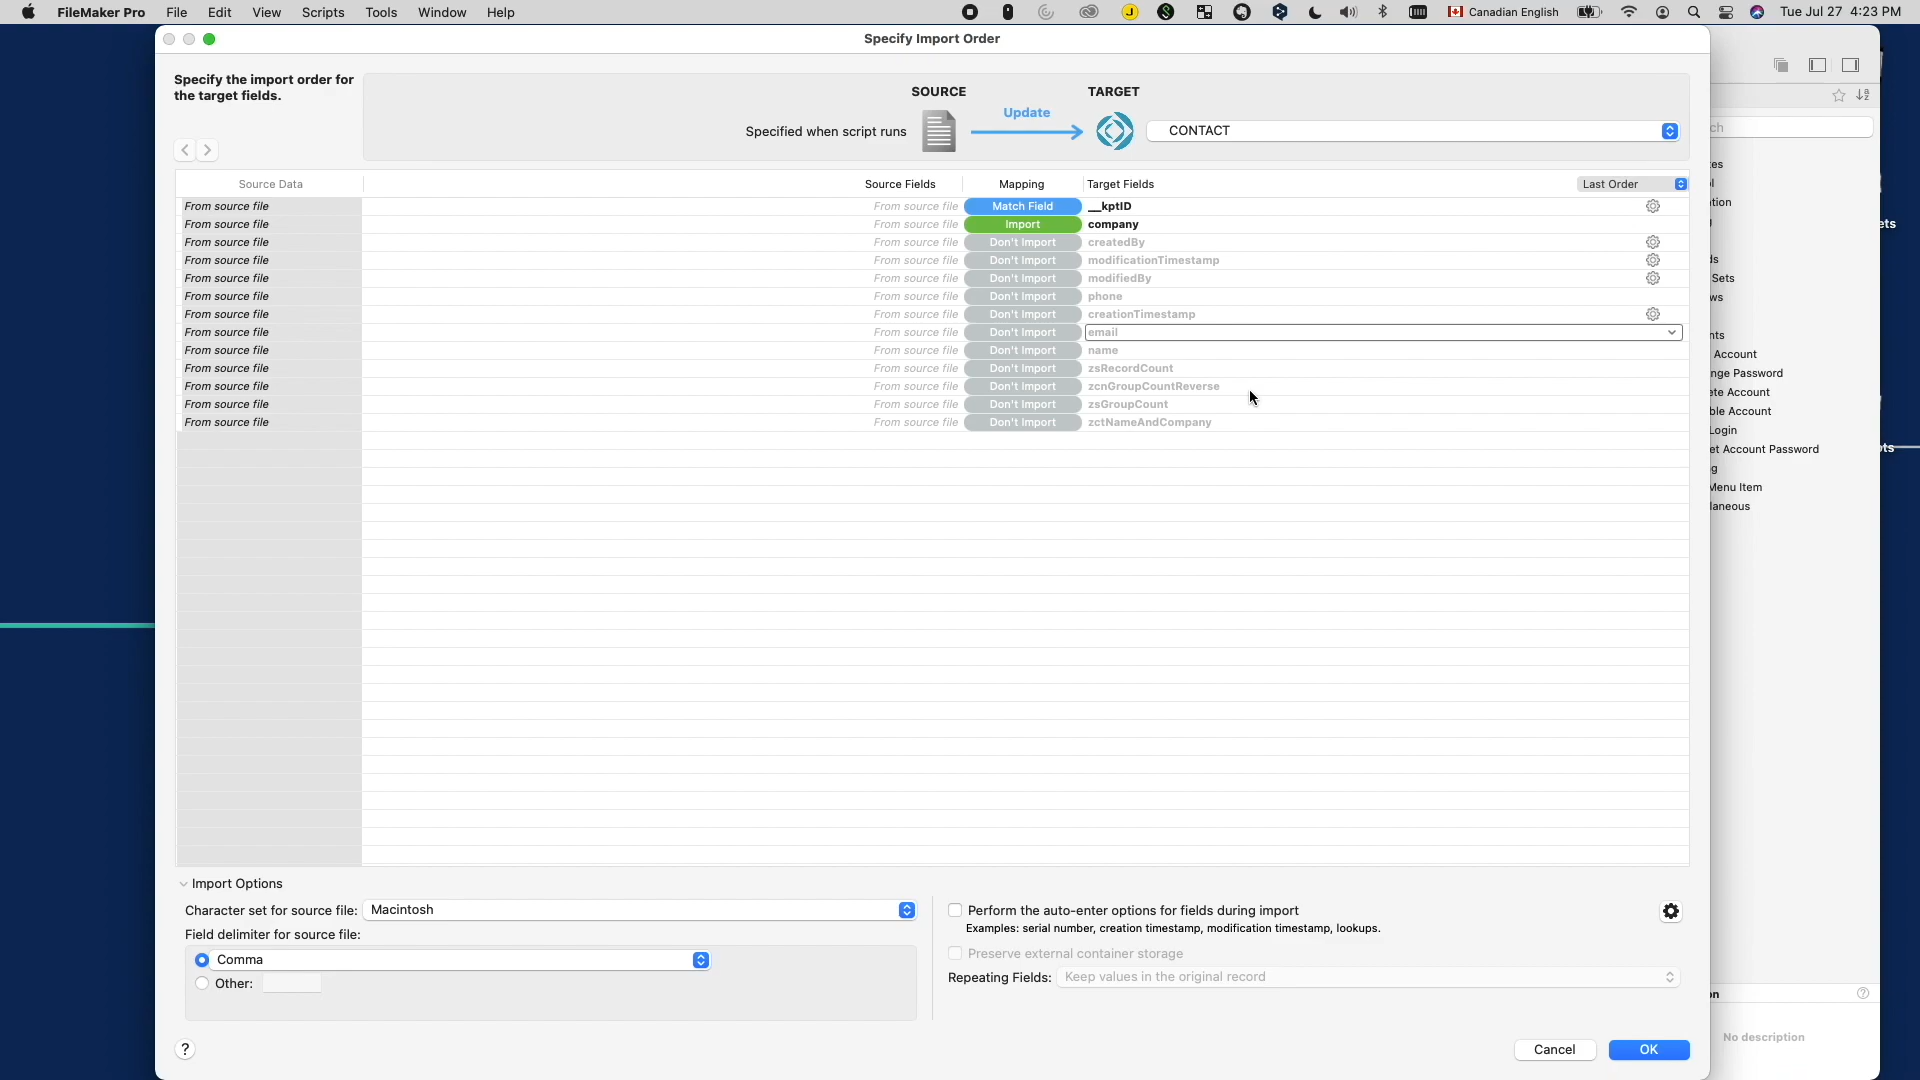 FileMaker Pro File Edit View Scripts Tools Window Help Canadian English Tue Jul 27 4:23 PM
Specify Import Order
Specify the import order for
the target fields.
SOURCE TARGET
Update
Specified when script runs CONTACT
Source Data Source Fields Mapping Target Fields Last Order
From source file From source file Match Field __kptID
From source file From source file Import company
From source file From source file Don't Import createdBy
From source file From source file Don't Import modificationTimestamp
From source file From source file Don't Import modifiedBy
From source file From source file Don't Import phone
From source file From source file Don't Import creationTimestamp
From source file From source file Don't Import email
From source file From source file Don't Import name
From source file From source file Don't Import zsRecordCount
From source file From source file Don't Import zcnGroupCountReverse
From source file From source file Don't Import zsGroupCount
From source file From source file Don't Import zctNameAndCompany
Import Options
Character set for source file: Macintosh
Field delimiter for source file:
Comma
Other:
Perform the auto-enter options for fields during import
Examples: serial number, creation timestamp, modification timestamp, lookups.
Preserve external container storage
Repeating Fields: Keep values in the original record
? Cancel OK
Sets
Account
Password
Account
Account
Login
Account Password
Menu Item
No description